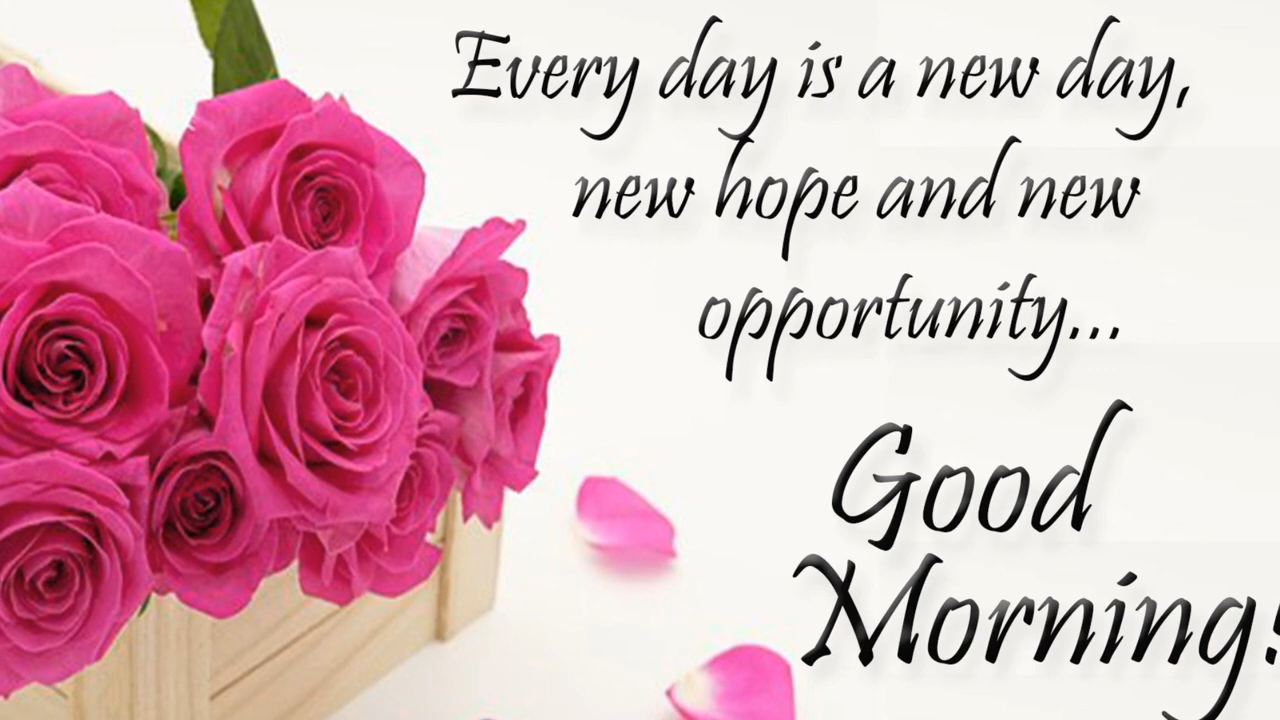 Every day is a new day,
new hope and new
opportunity...
Good
Morning!